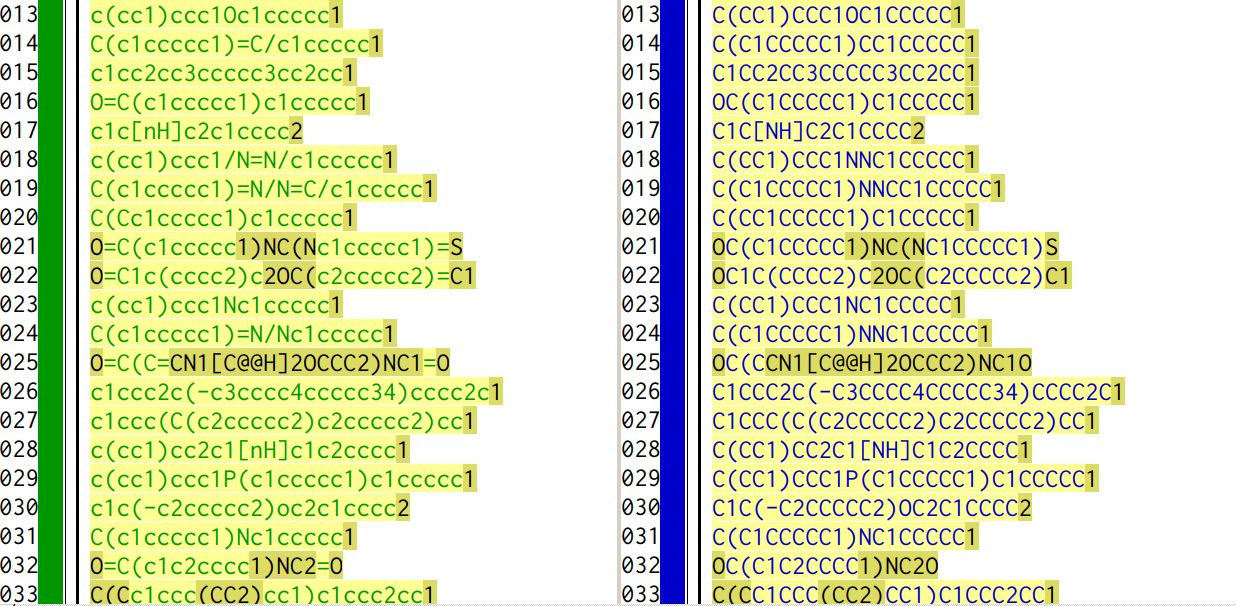 013 c(cc1)ccc1Oc1ccccc1 013 C(CC1)CCC1OC1CCCCC1
014 C(c1ccccc1)=C/c1ccccc1 014 C(C1CCCCC1)CC1CCCCC1
015 c1cc2cc3ccccc3cc2cc1 015 C1CC2CC3CCCCC3CC2CC1
016 O=C(c1ccccc1)c1ccccc1 016 OC(C1CCCCC1)C1CCCCC1
017 c1c[nH]c2c1cccc2 017 C1C[NH]C2C1CCCC2
018 c(cc1)ccc1/N=N/c1ccccc1 018 C(CC1)CCC1NNC1CCCCC1
019 C(c1ccccc1)=N/N=C/c1ccccc1 019 C(C1CCCCC1)NNCC1CCCCC1
020 C(Cc1ccccc1)c1ccccc1 020 C(CC1CCCCC1)C1CCCCC1
021 O=C(c1ccccc1)NC(Nc1ccccc1)=S 021 OC(C1CCCCC1)NC(NC1CCCCC1)S
022 O=C1c(cccc2)c2OC(c2ccccc2)=C1 022 OC1C(CCCC2)C2OC(C2CCCCC2)C1
023 c(cc1)ccc1Nc1ccccc1 023 C(CC1)CCC1NC1CCCCC1
024 C(c1ccccc1)=N/Nc1ccccc1 024 C(C1CCCCC1)NNC1CCCCC1
025 O=C(C=CN1[C@@H]2OCCC2)NC1=O 025 OC(CCN1[C@@H]2OCCC2)NC1O
026 c1ccc2c(-c3cccc4ccccc34)cccc2c1 026 C1CCC2C(-C3CCCC4CCCCC34)CCCC2C1
027 c1ccc(C(c2ccccc2)c2ccccc2)cc1 027 C1CCC(C(C2CCCCC2)C2CCCCC2)CC1
028 c(cc1)cc2c1[nH]c1c2cccc1 028 C(CC1)CC2C1[NH]C1C2CCCC1
029 c(cc1)ccc1P(c1ccccc1)c1ccccc1 029 C(CC1)CCC1P(C1CCCCC1)C1CCCCC1
030 c1c(-c2ccccc2)oc2c1cccc2 030 C1C(-C2CCCCC2)OC2C1CCCC2
031 C(c1ccccc1)Nc1ccccc1 031 C(C1CCCCC1)NC1CCCCC1
032 O=C(c1c2cccc1)NC2=O 032 OC(C1C2CCCC1)NC2O
033 C(Cc1ccc(CC2)cc1)c1ccc2cc1 033 C(CC1CCC(CC2)CC1)C1CCC2CC1